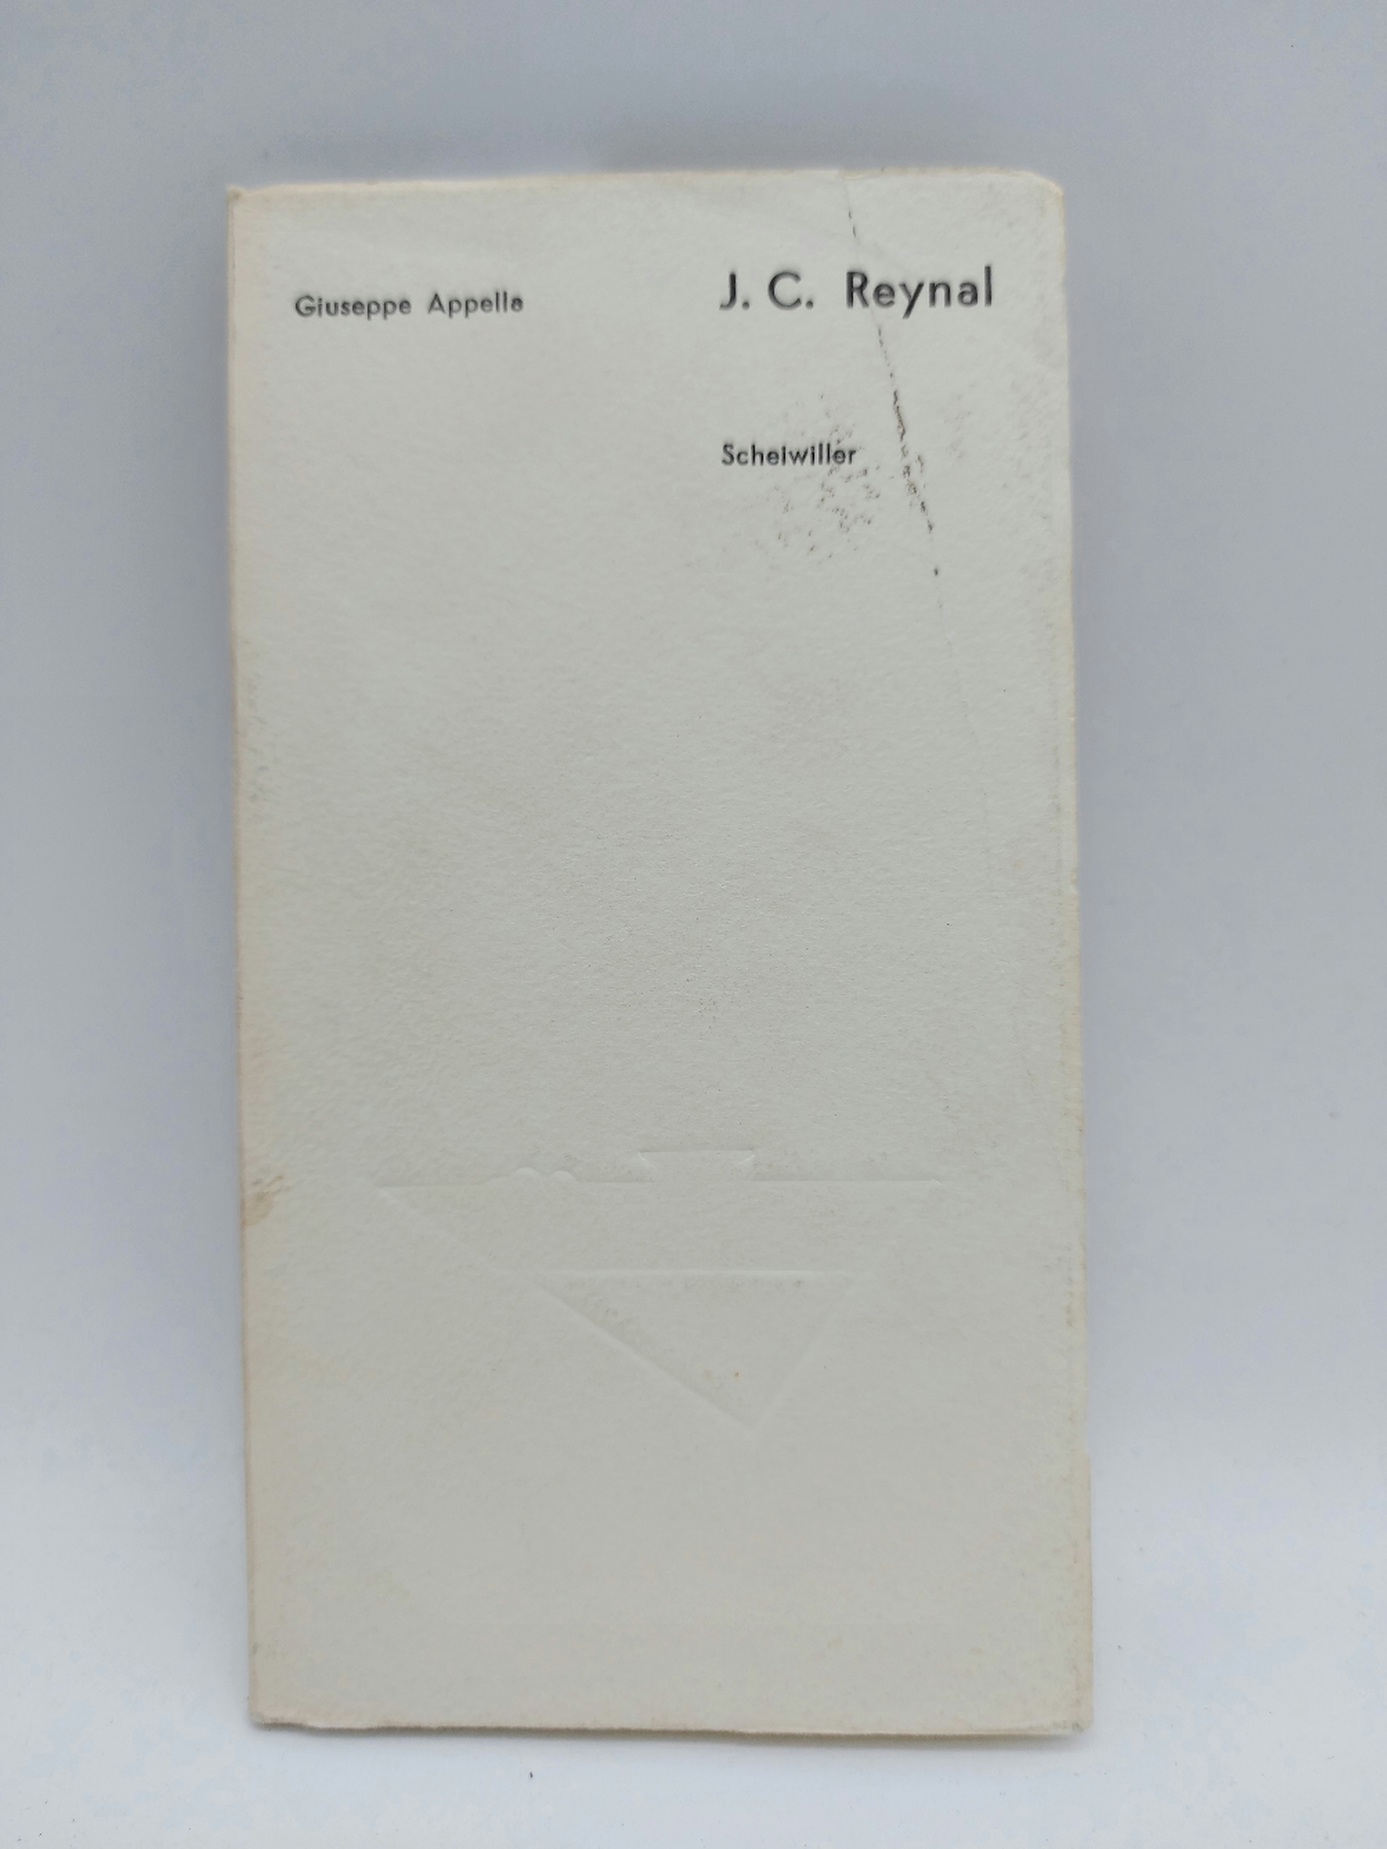 Giuseppe Appella
J. C. Reynal
Scheiwiller